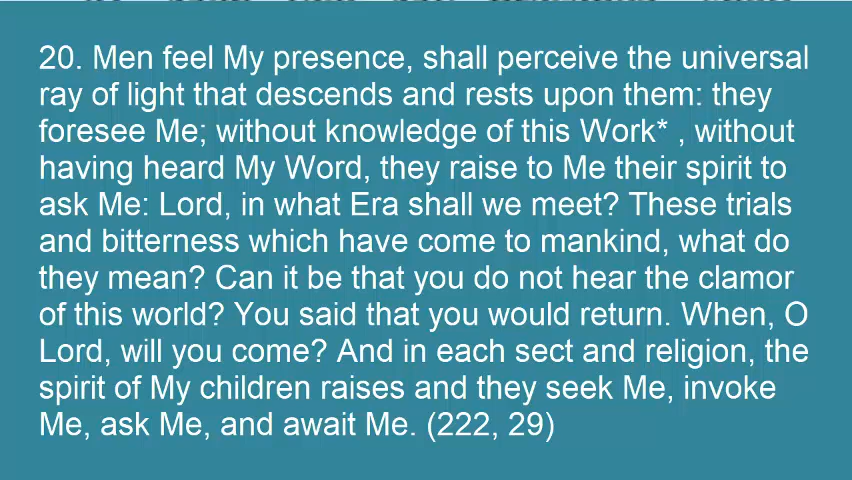 20. Men feel My presence, shall perceive the universal
ray of light that descends and rests upon them: they
foresee Me; without knowledge of this Work* , without
having heard My Word, they raise to Me their spirit to
ask Me: Lord, in what Era shall we meet? These trials
and bitterness which have come to mankind, what do
they mean? Can it be that you do not hear the clamor
of this world? You said that you would return. When, O
Lord, will you come? And in each sect and religion, the
spirit of My children raises and they seek Me, invoke
Me, ask Me, and await Me. (222, 29)